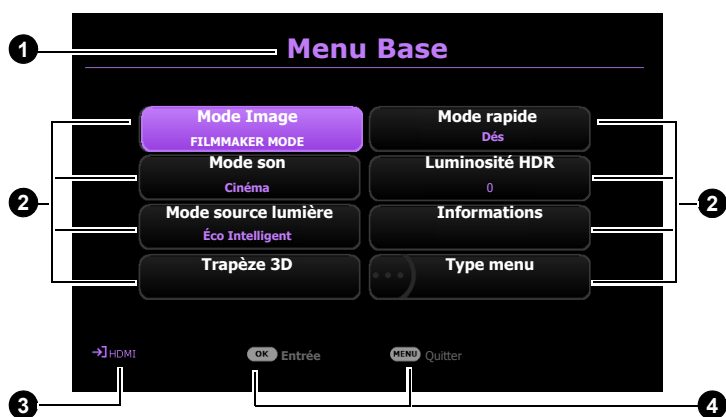 1
Menu Base
Mode Image
FILMMAKER MODE
Mode rapide
Dés
Mode son
Cinéma
Luminosité HDR
0
2
2
Mode source lumière
Éco Intelligent
Informations
Trapèze 3D
Type menu
HDMI
OK Entrée
MENU Quitter
3
4